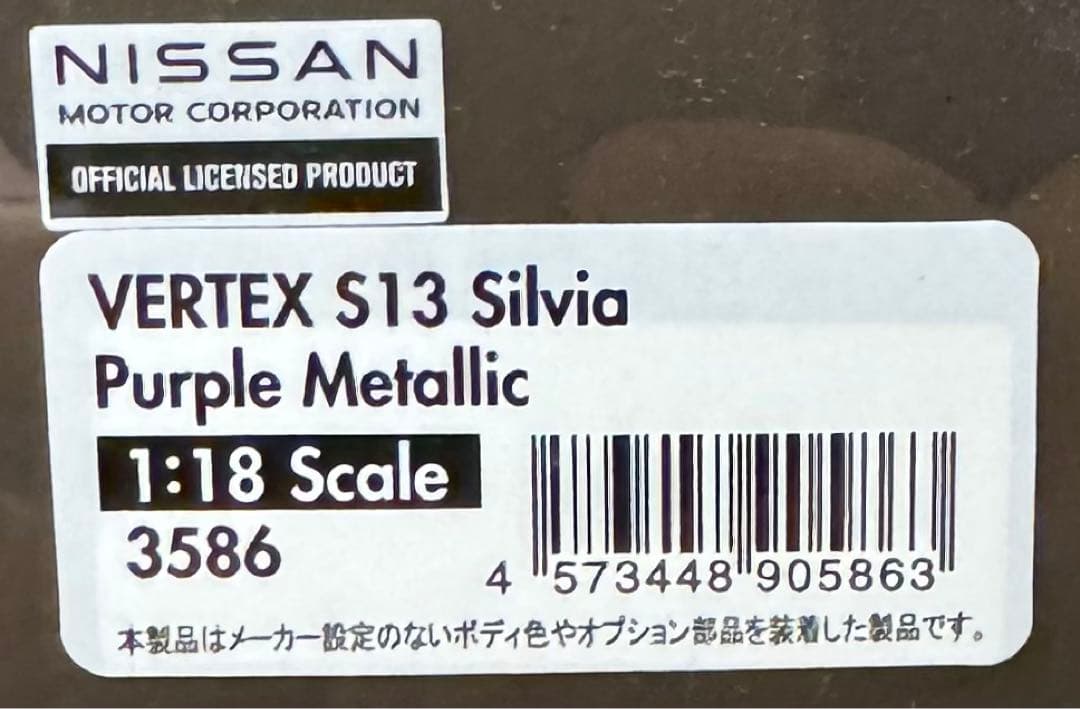 NISSAN
MOTOR CORPORATION
OFFICIAL LICENSED PRODUCT
VERTEX S13 Silvia
Purple Metallic
1:18 Scale
3586
4 573448 905863
本製品はメーカー設定のないボディ色やオプション部品を装着した製品です。